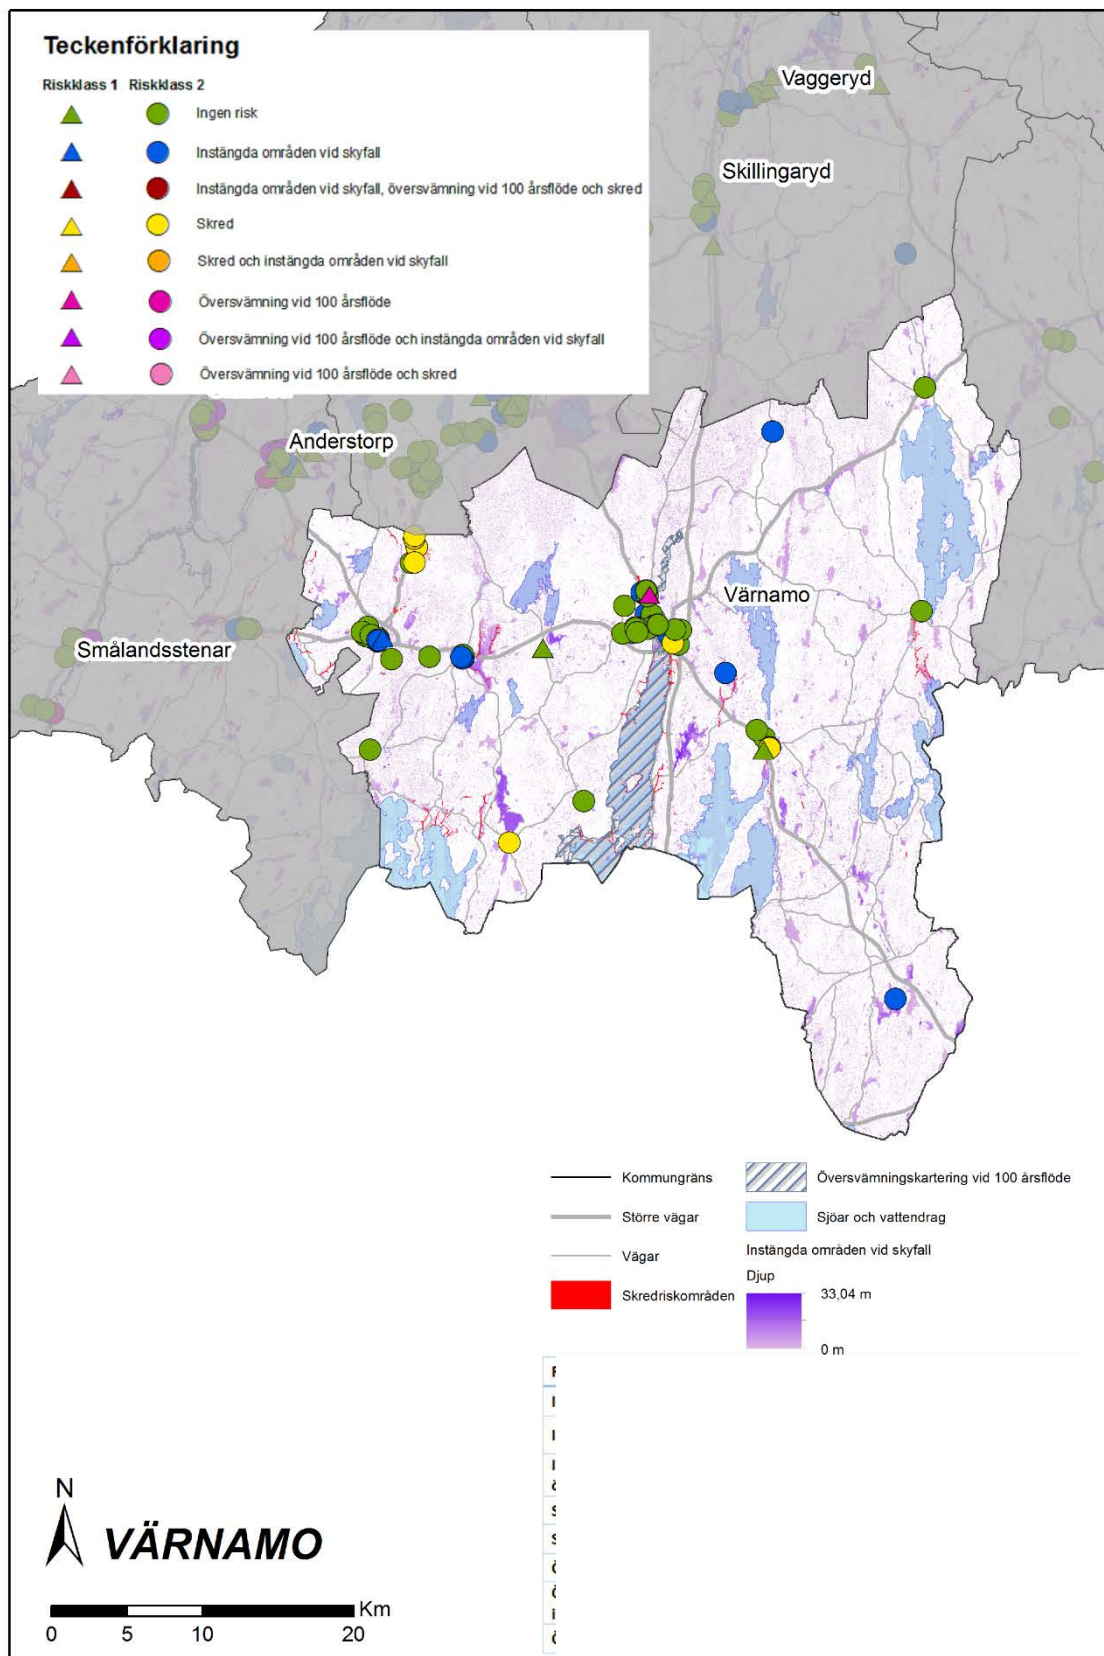 Teckenförklaring
Riskklass 1 Riskklass 2
Ingen risk
Instängda områden vid skyfall
Instängda områden vid skyfall, översvämning vid 100 årsflöde och skred
Skred
Skred och instängda områden vid skyfall
Översvämning vid 100 årsflöde
Översvämning vid 100 årsflöde och instängda områden vid skyfall
Översvämning vid 100 årsflöde och skred
Vaggeryd
Skillingaryd
Anderstorp
Värnamo
Smålandsstenar
Kommungräns
Större vägar
Vägar
Skredriskområden
Översvämningskartering vid 100 årsflöde
Sjöar och vattendrag
Instängda områden vid skyfall
Djup
33,04 m
0 m
N
VÄRNAMO
Km
0 5 10 20